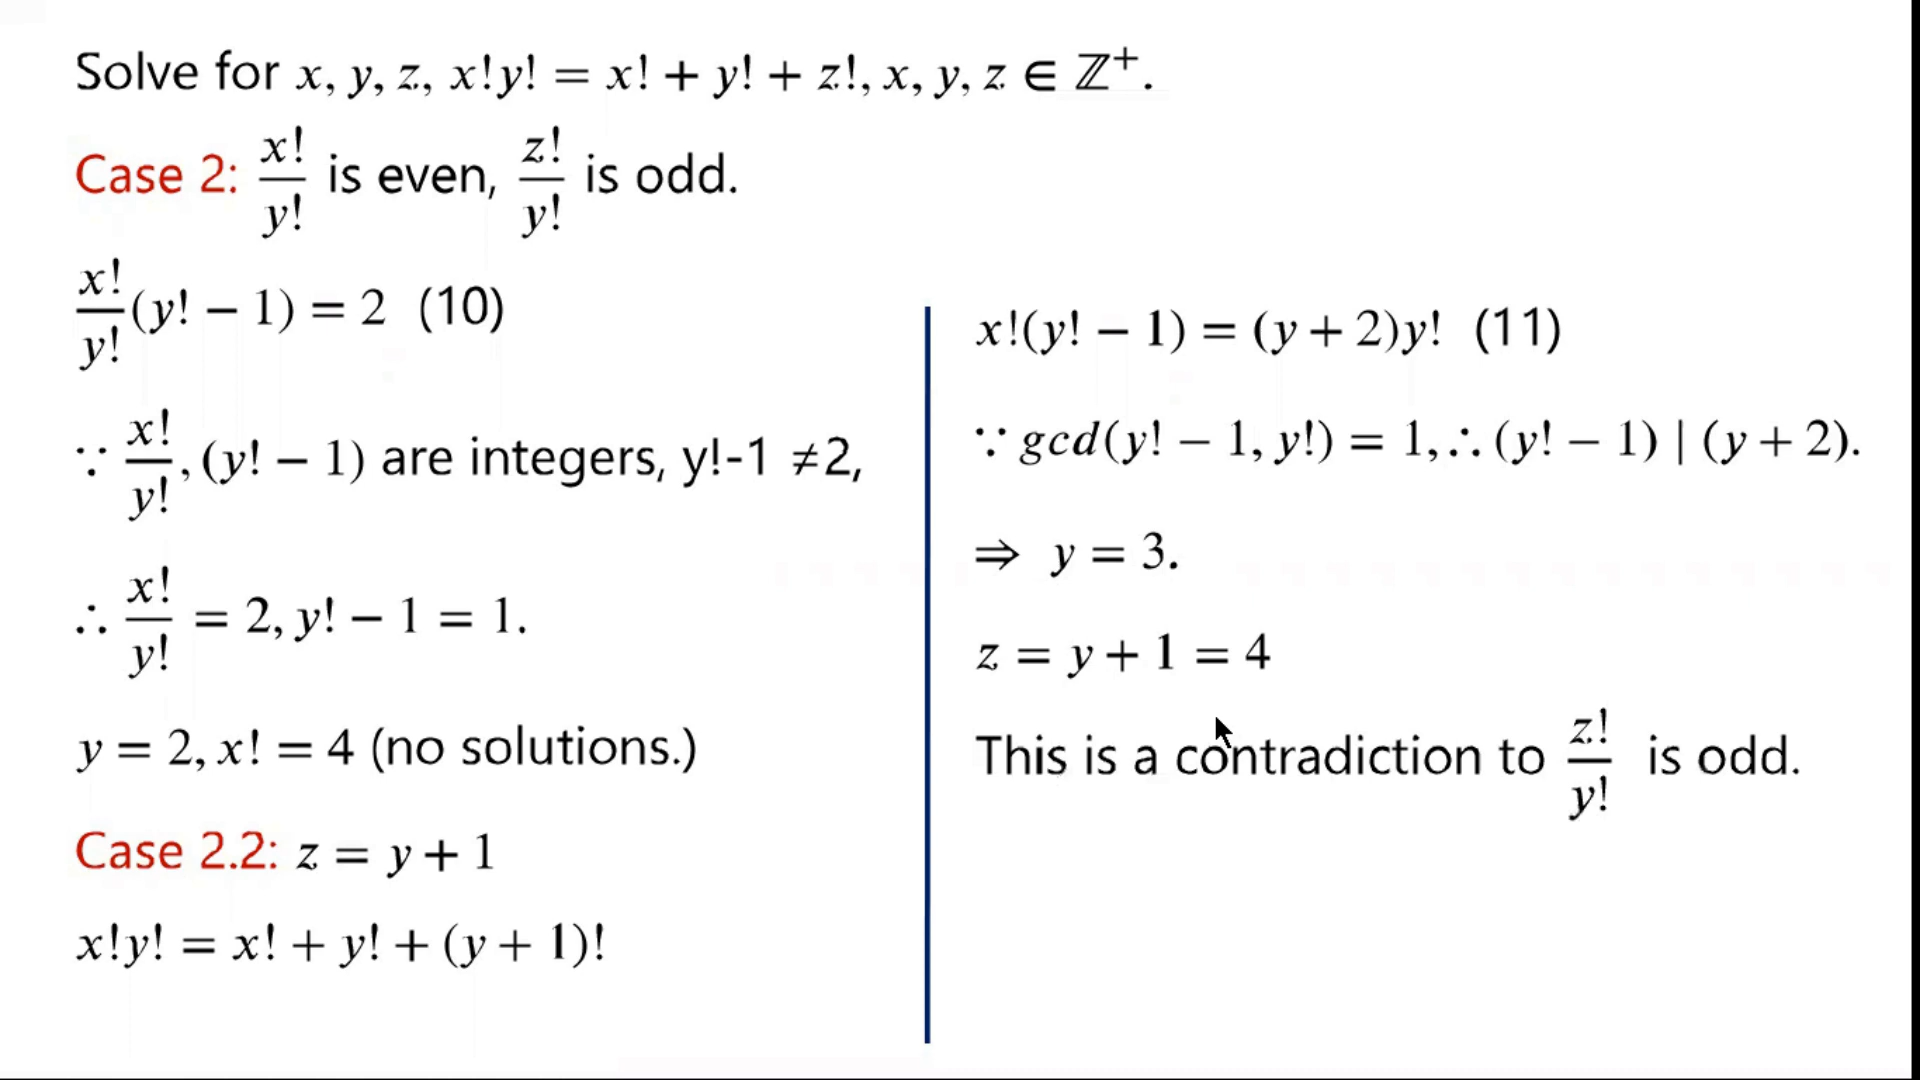 Solve for x, y, z, x!y! = x! + y! + z!, x, y, z ∈ ℤ⁺.
Case 2: x!/y! is even, z!/y! is odd.
x!/y! (y! − 1) = 2 (10)
∵ x!/y!, (y! − 1) are integers, y!-1 ≠2,
∴ x!/y! = 2, y! − 1 = 1.
y = 2, x! = 4 (no solutions.)
Case 2.2: z = y + 1
x!y! = x! + y! + (y + 1)!
x!(y! − 1) = (y + 2)y! (11)
∵ gcd(y! − 1, y!) = 1, ∴ (y! − 1) | (y + 2).
⇒ y = 3.
z = y + 1 = 4
This is a contradiction to z!/y! is odd.